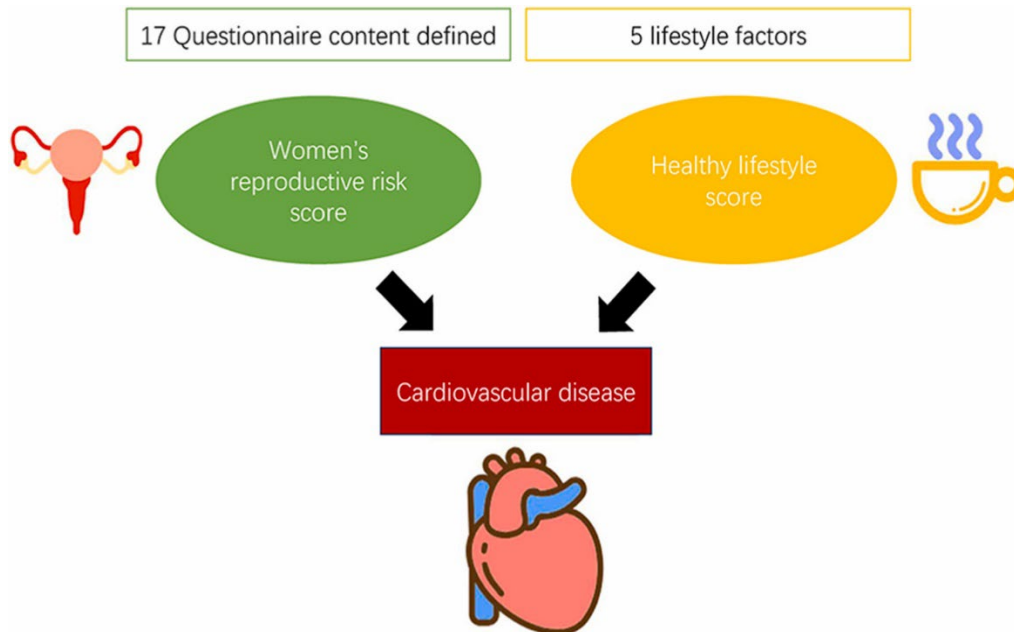 17 Questionnaire content defined
5 lifestyle factors
Women's
reproductive risk
score
Healthy lifestyle
score
Cardiovascular disease